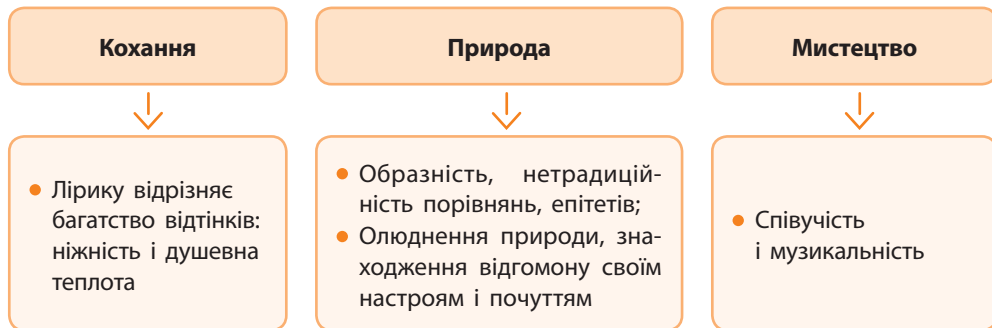 Кохання
Лірику відрізняє
багатство відтінків:
ніжність і душевна
теплота
Природа
Образність, нетрадицій-
ність порівнянь, епітетів;
Олюднення природи, зна-
ходження відгомону своїм
настроям і почуттям
Мистецтво
Співучість
і музикальність